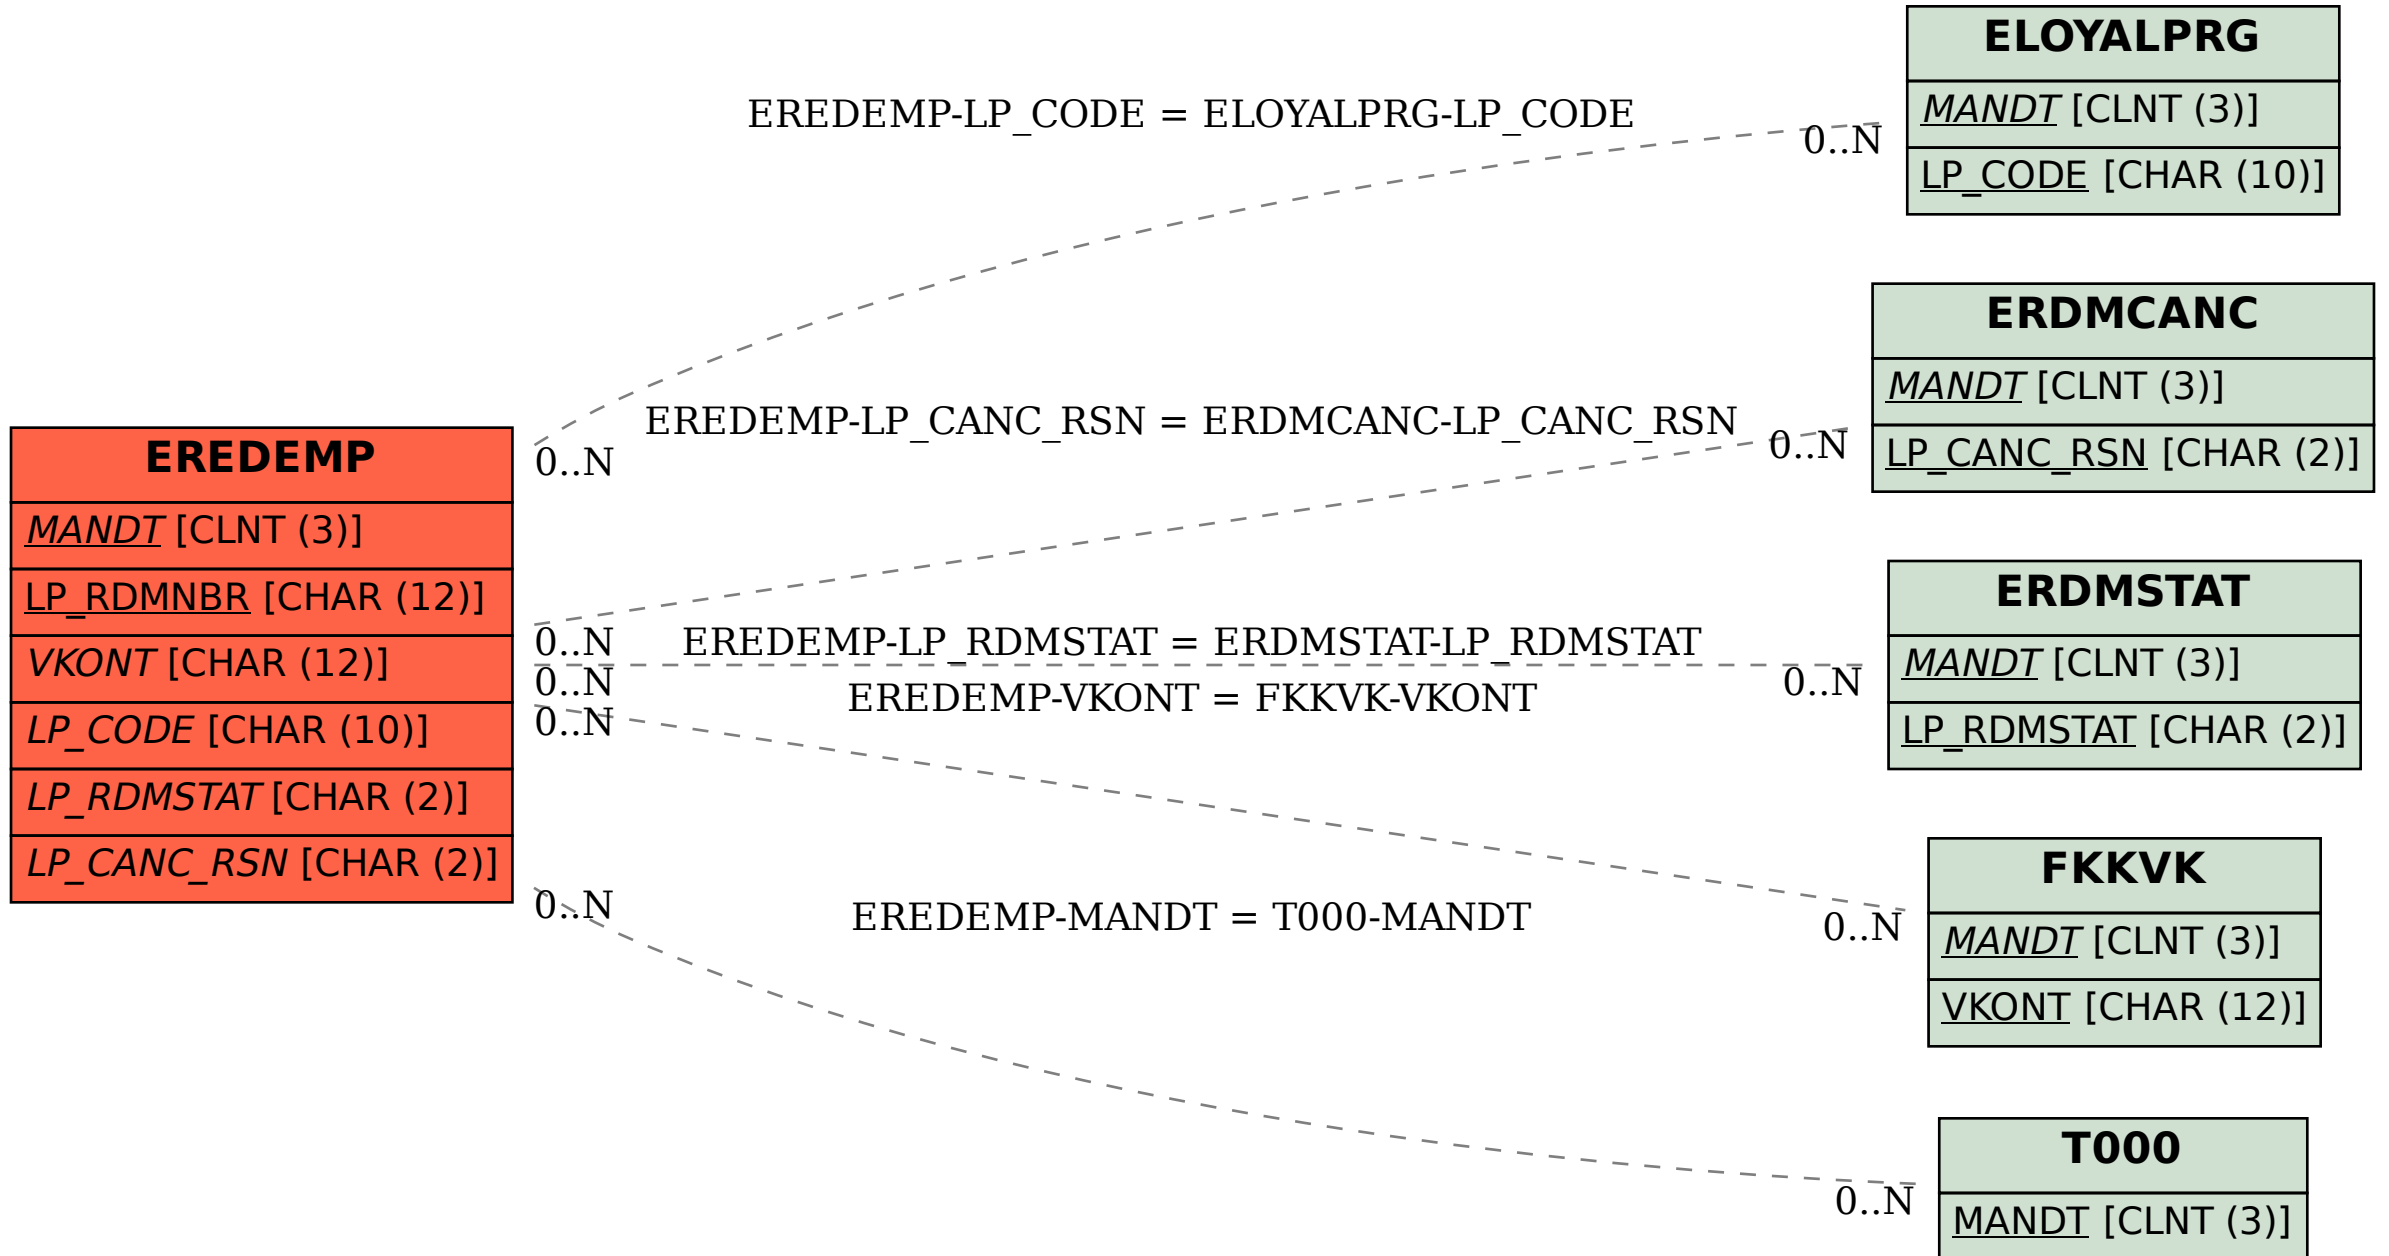 EREDEMP
MANDT [CLNT (3)]
LP_RDMNBR [CHAR (12)]
VKONT [CHAR (12)]
LP_CODE [CHAR (10)]
LP_RDMSTAT [CHAR (2)]
LP_CANC_RSN [CHAR (2)]
EREDEMP-LP_CODE = ELOYALPRG-LP_CODE
0..N
0..N
EREDEMP-LP_CANC_RSN = ERDMCANC-LP_CANC_RSN
0..N
0..N
EREDEMP-LP_RDMSTAT = ERDMSTAT-LP_RDMSTAT
0..N
0..N
EREDEMP-VKONT = FKKVK-VKONT
0..N
0..N
EREDEMP-MANDT = T000-MANDT
0..N
0..N
ELOYALPRG
MANDT [CLNT (3)]
LP_CODE [CHAR (10)]
ERDMCANC
MANDT [CLNT (3)]
LP_CANC_RSN [CHAR (2)]
ERDMSTAT
MANDT [CLNT (3)]
LP_RDMSTAT [CHAR (2)]
FKKVK
MANDT [CLNT (3)]
VKONT [CHAR (12)]
T000
MANDT [CLNT (3)]